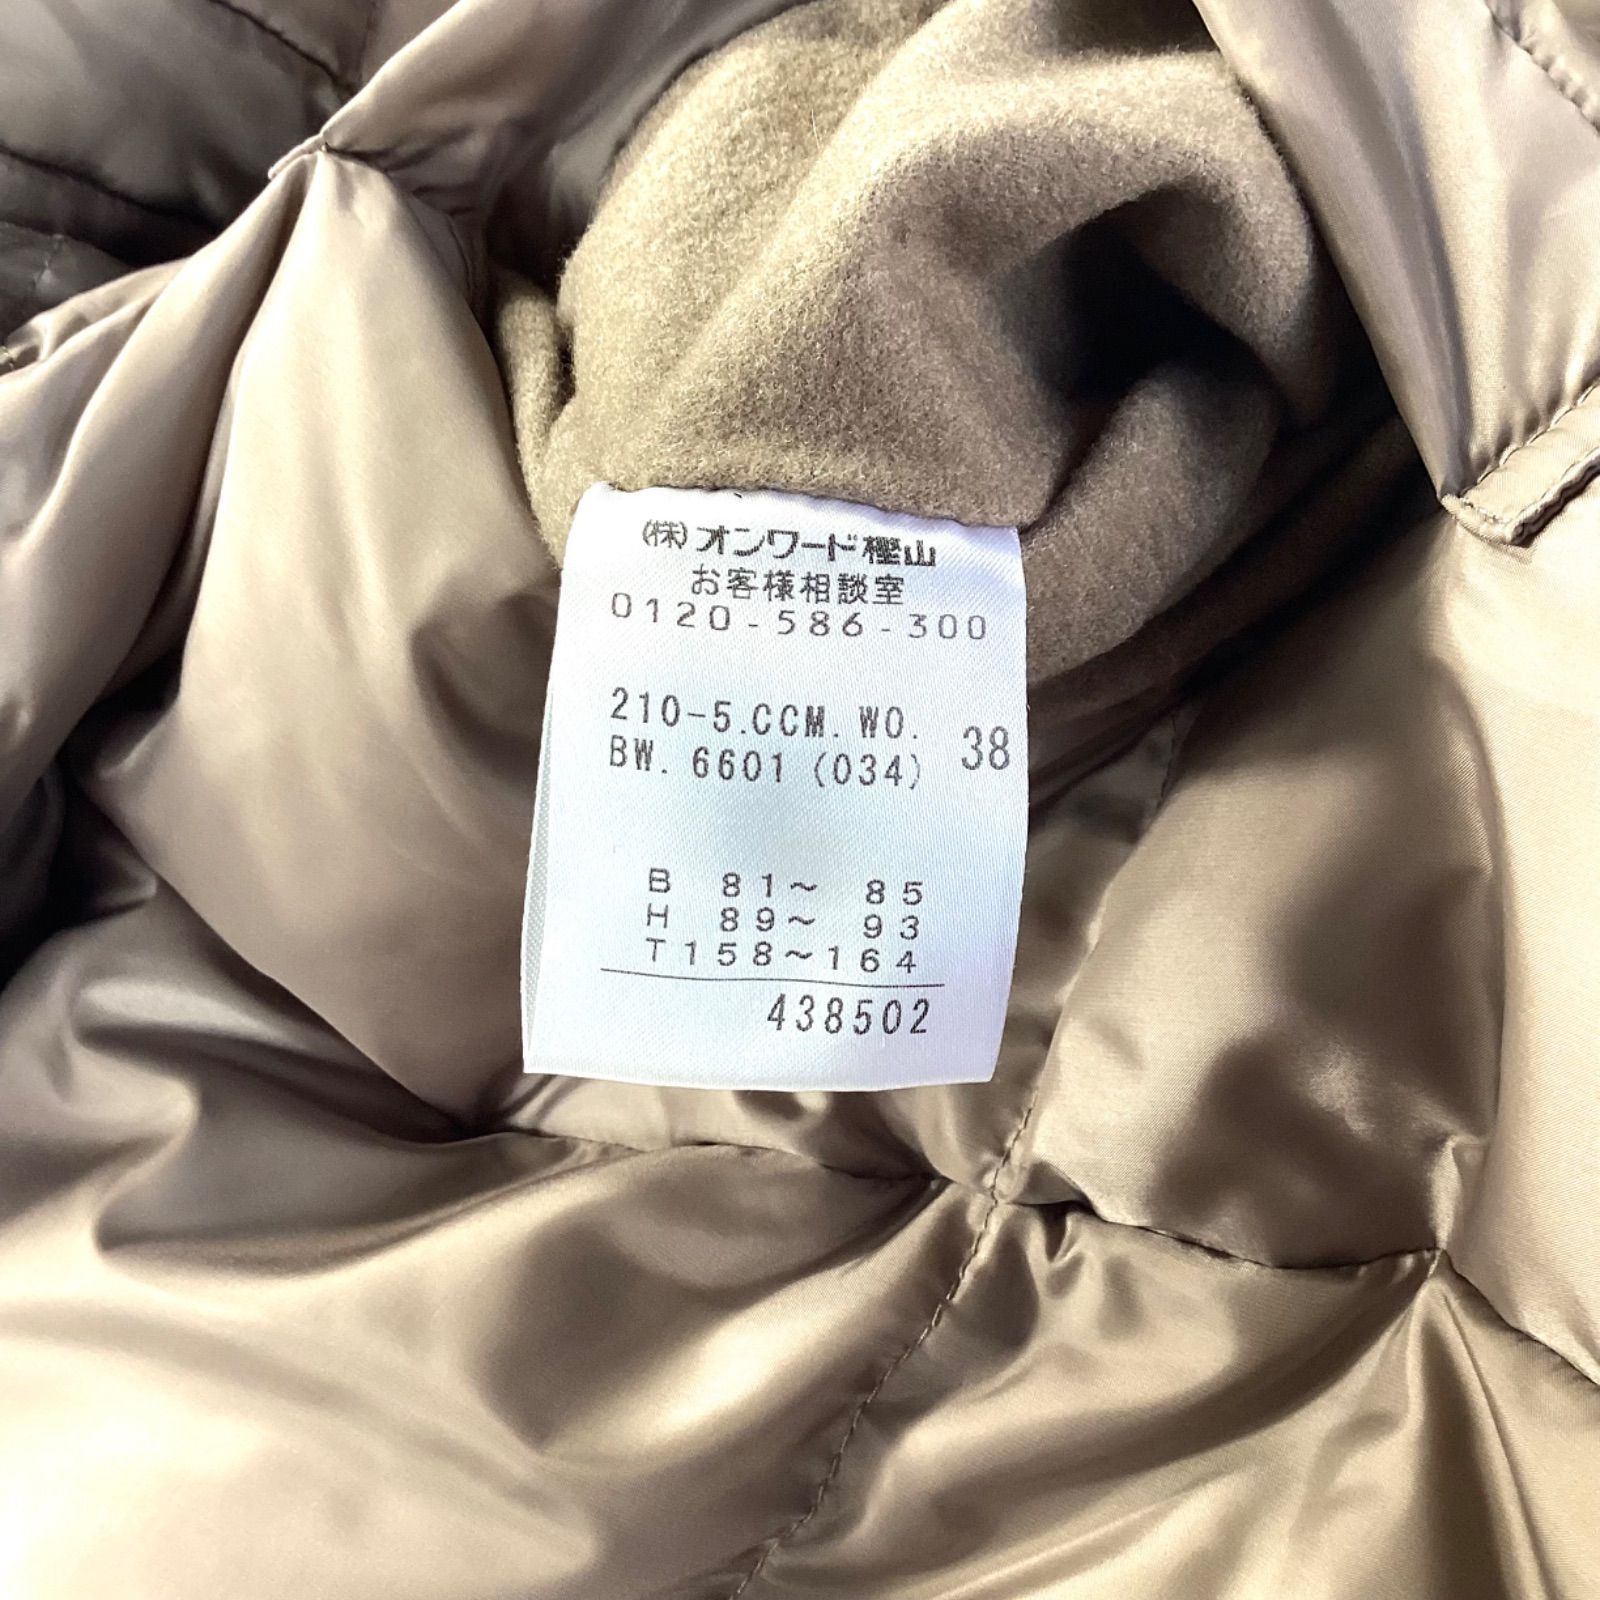 (株)オンワード樫山
お客様相談室
0120-586-300
210-5.CCM.WO. 38
BW.6601(034)
B 81~ 85
H 89~ 93
T158~164
438502